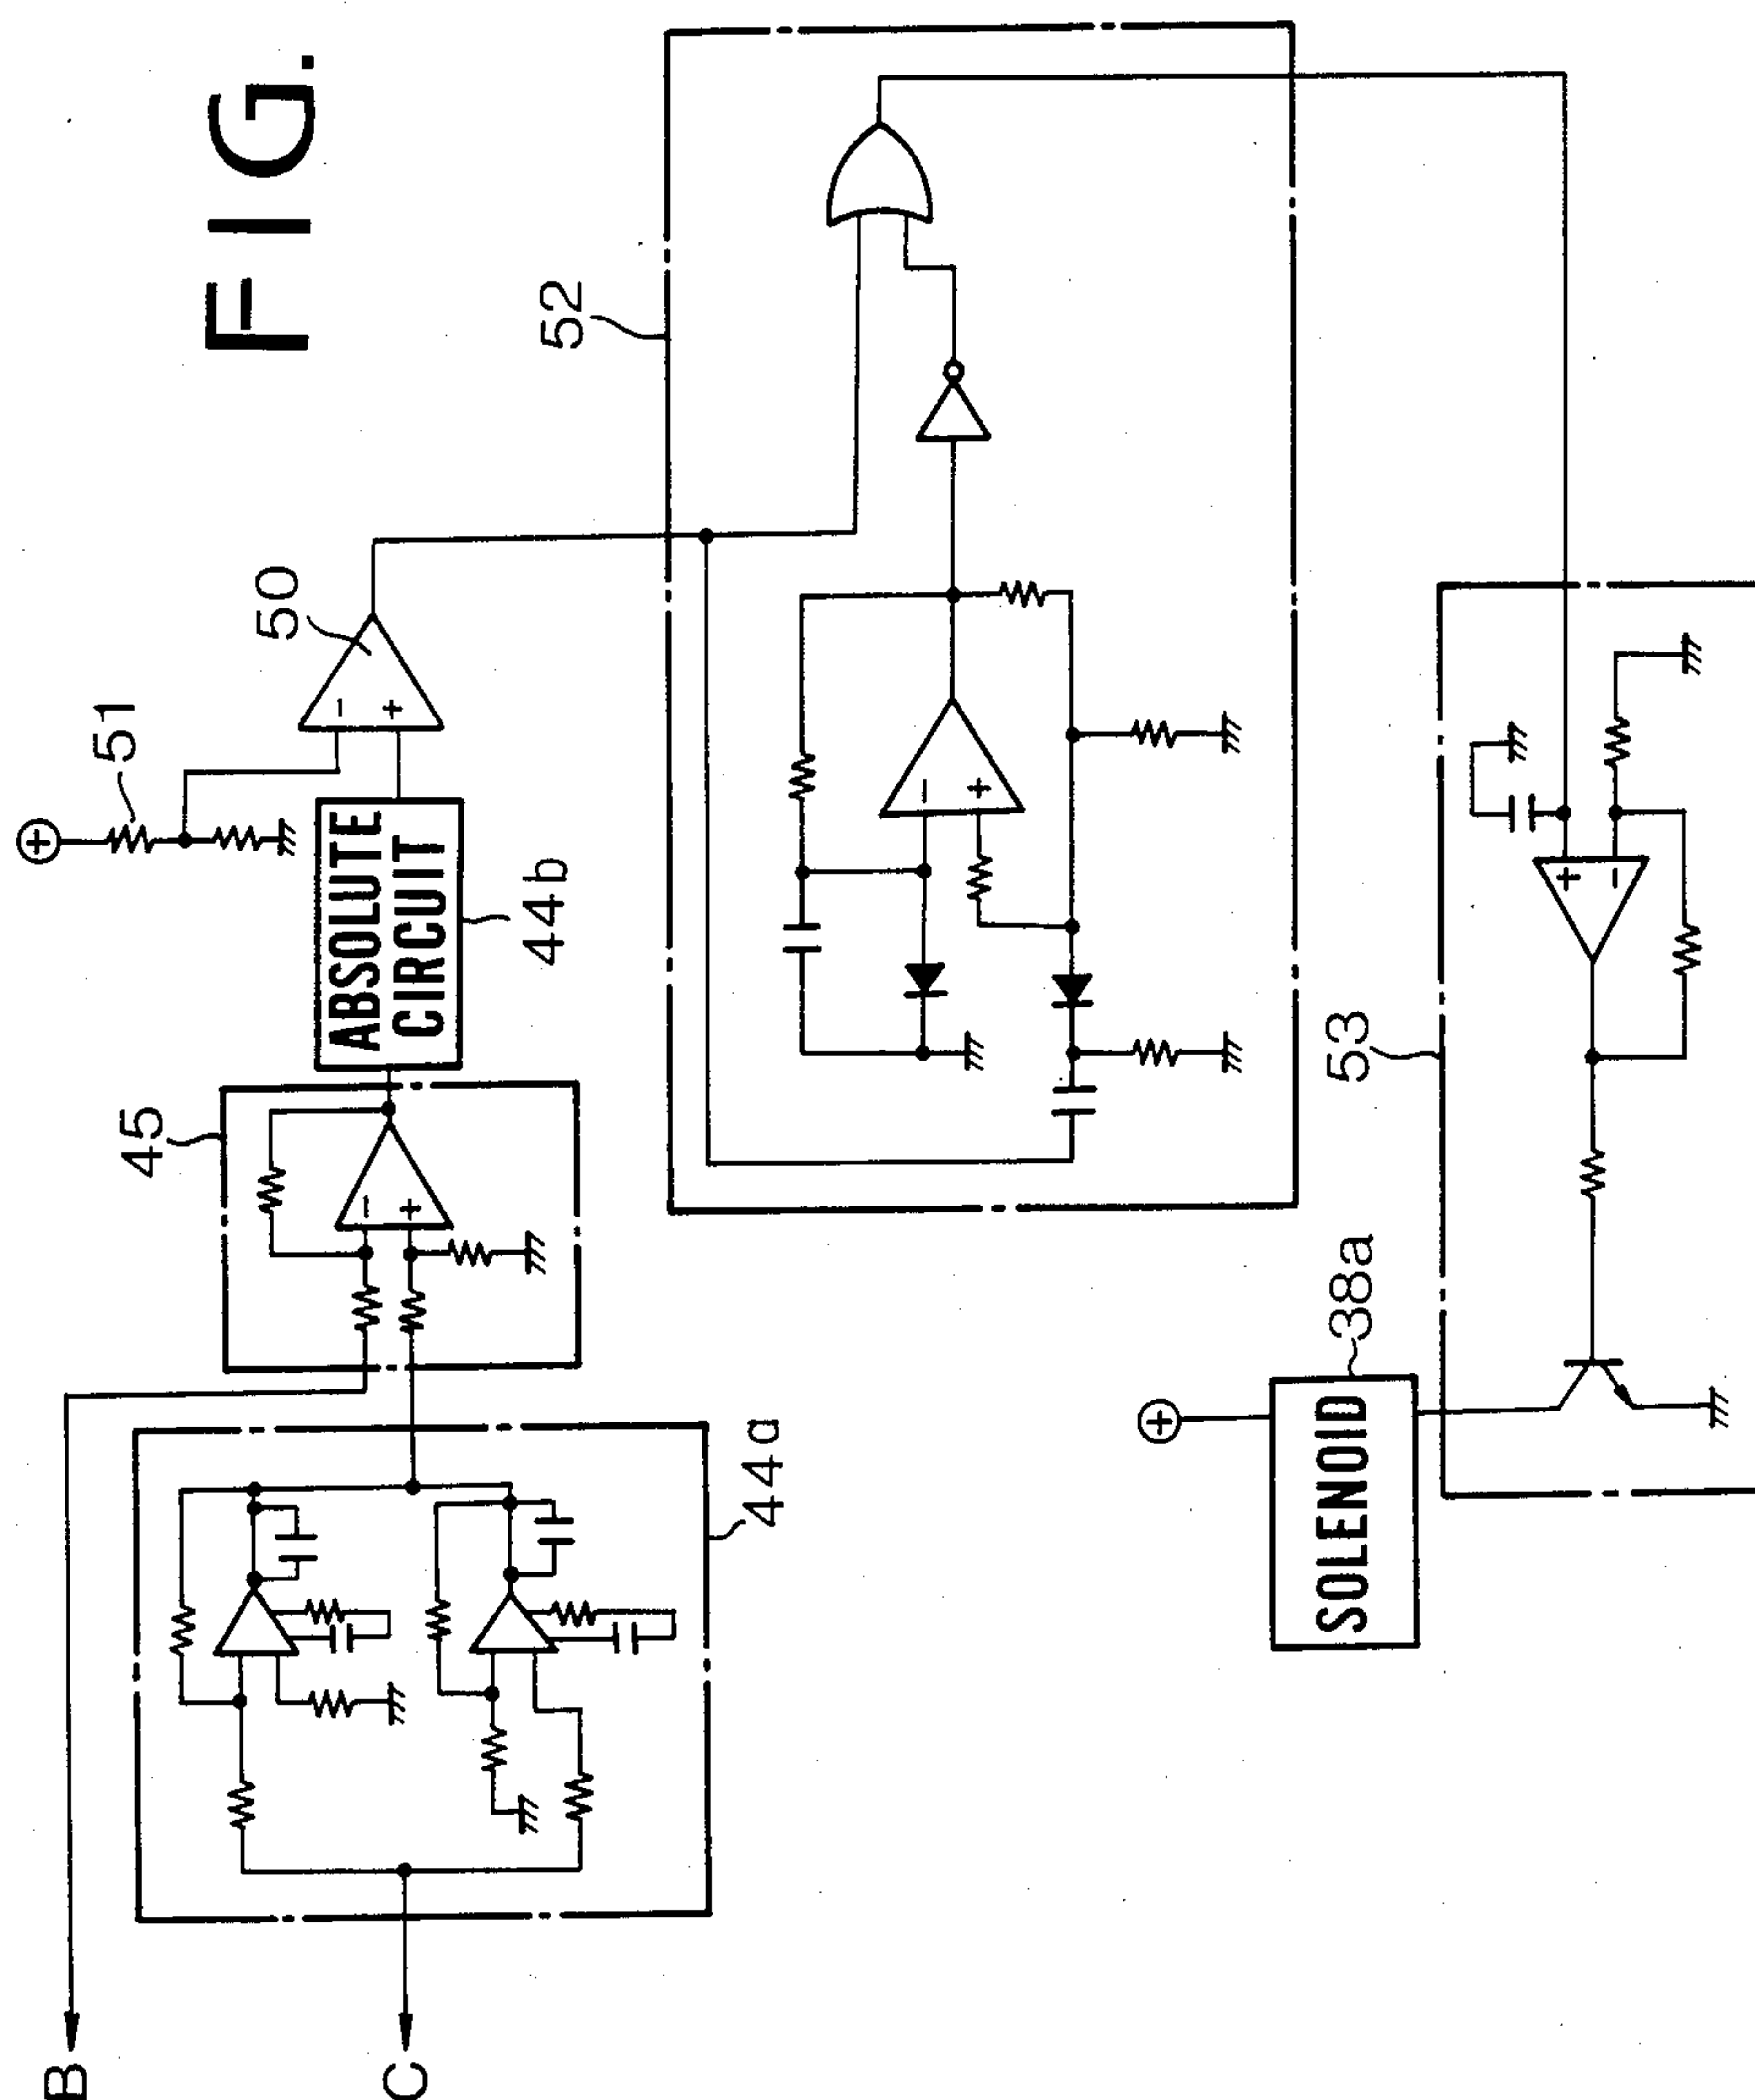 FIG.
B
C
44a
45
ABSOLUTE
CIRCUIT
44b
51
50
52
53
SOLENOID
38a
+
+
-
+
-
+
-
+
+
-